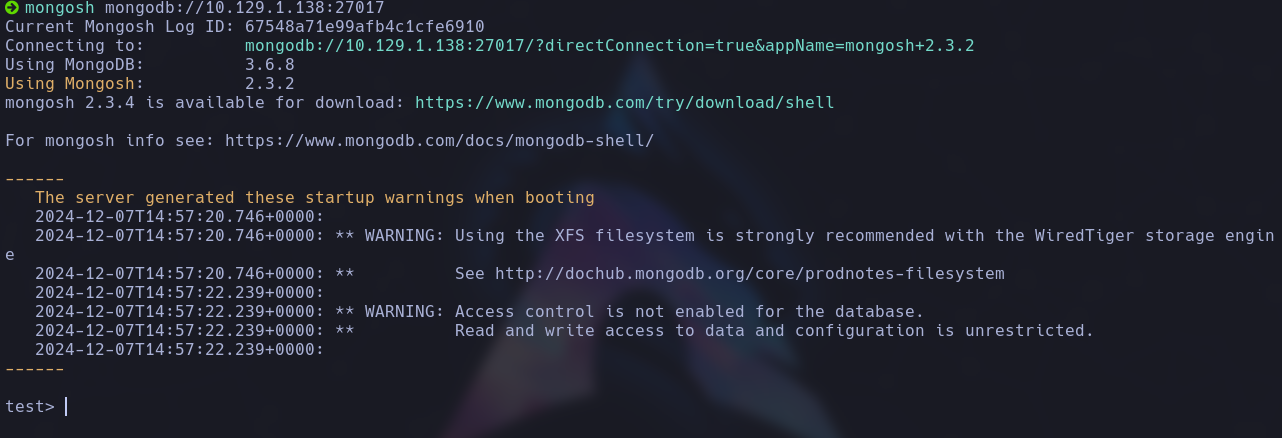 mongosh mongodb://10.129.1.138:27017
Current Mongosh Log ID: 67548a71e99afb4c1cfe6910
Connecting to:          mongodb://10.129.1.138:27017/?directConnection=true&appName=mongosh+2.3.2
Using MongoDB:          3.6.8
Using Mongosh:          2.3.2
mongosh 2.3.4 is available for download: https://www.mongodb.com/try/download/shell

For mongosh info see: https://www.mongodb.com/docs/mongodb-shell/

------
   The server generated these startup warnings when booting
   2024-12-07T14:57:20.746+0000:
   2024-12-07T14:57:20.746+0000: ** WARNING: Using the XFS filesystem is strongly recommended with the WiredTiger storage engin
e
   2024-12-07T14:57:20.746+0000: **          See http://dochub.mongodb.org/core/prodnotes-filesystem
   2024-12-07T14:57:22.239+0000:
   2024-12-07T14:57:22.239+0000: ** WARNING: Access control is not enabled for the database.
   2024-12-07T14:57:22.239+0000: **          Read and write access to data and configuration is unrestricted.
   2024-12-07T14:57:22.239+0000:
------

test>